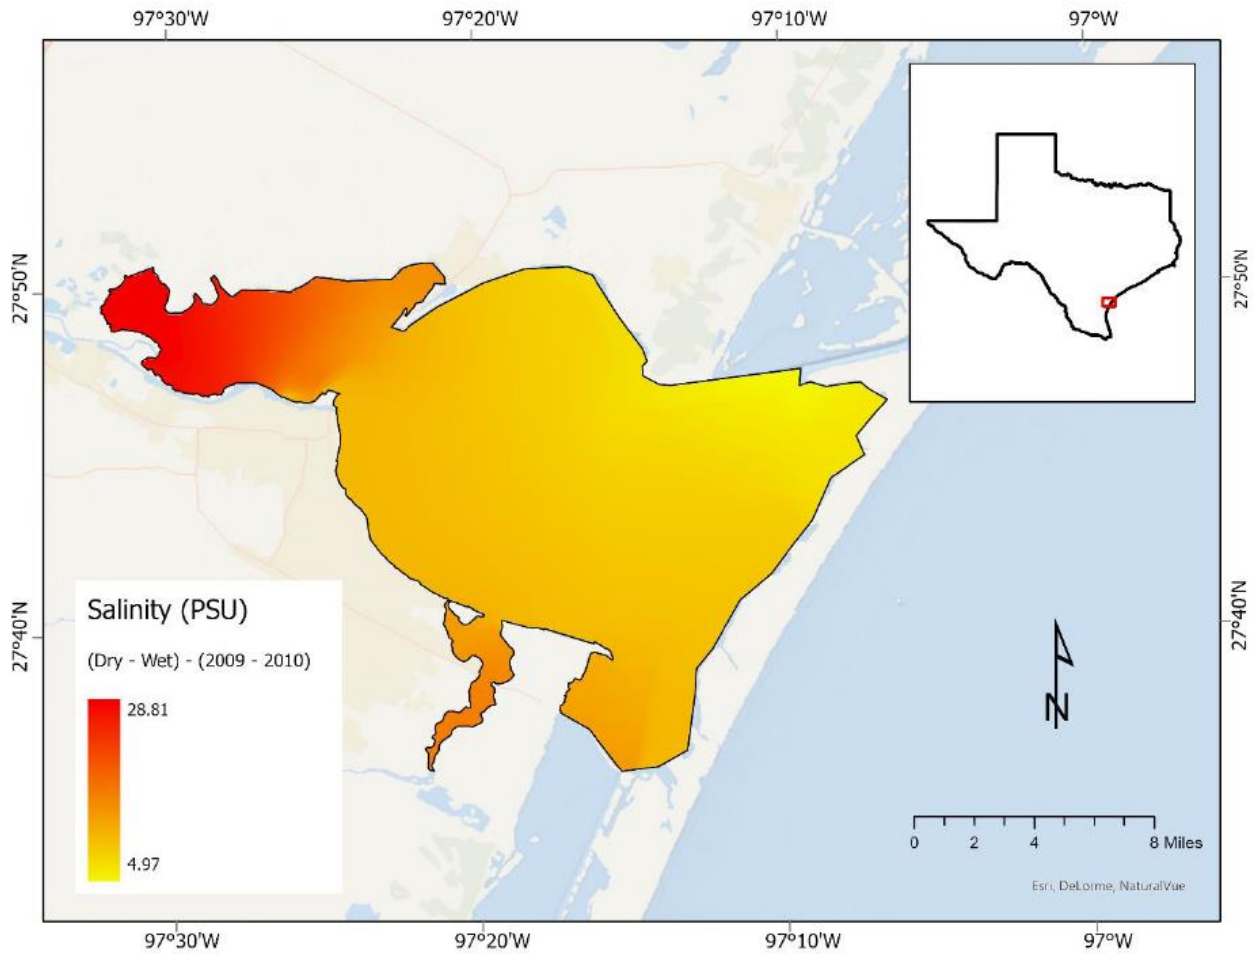 97°30'W 97°20'W 97°10'W 97°W
27°50'N
27°50'N
Salinity (PSU)
(Dry - Wet) - (2009 - 2010)
28.81
4.97
27°40'N
27°40'N
N
0 2 4 8 Miles
Esri, DeLorme, NaturalVue
97°30'W 97°20'W 97°10'W 97°W